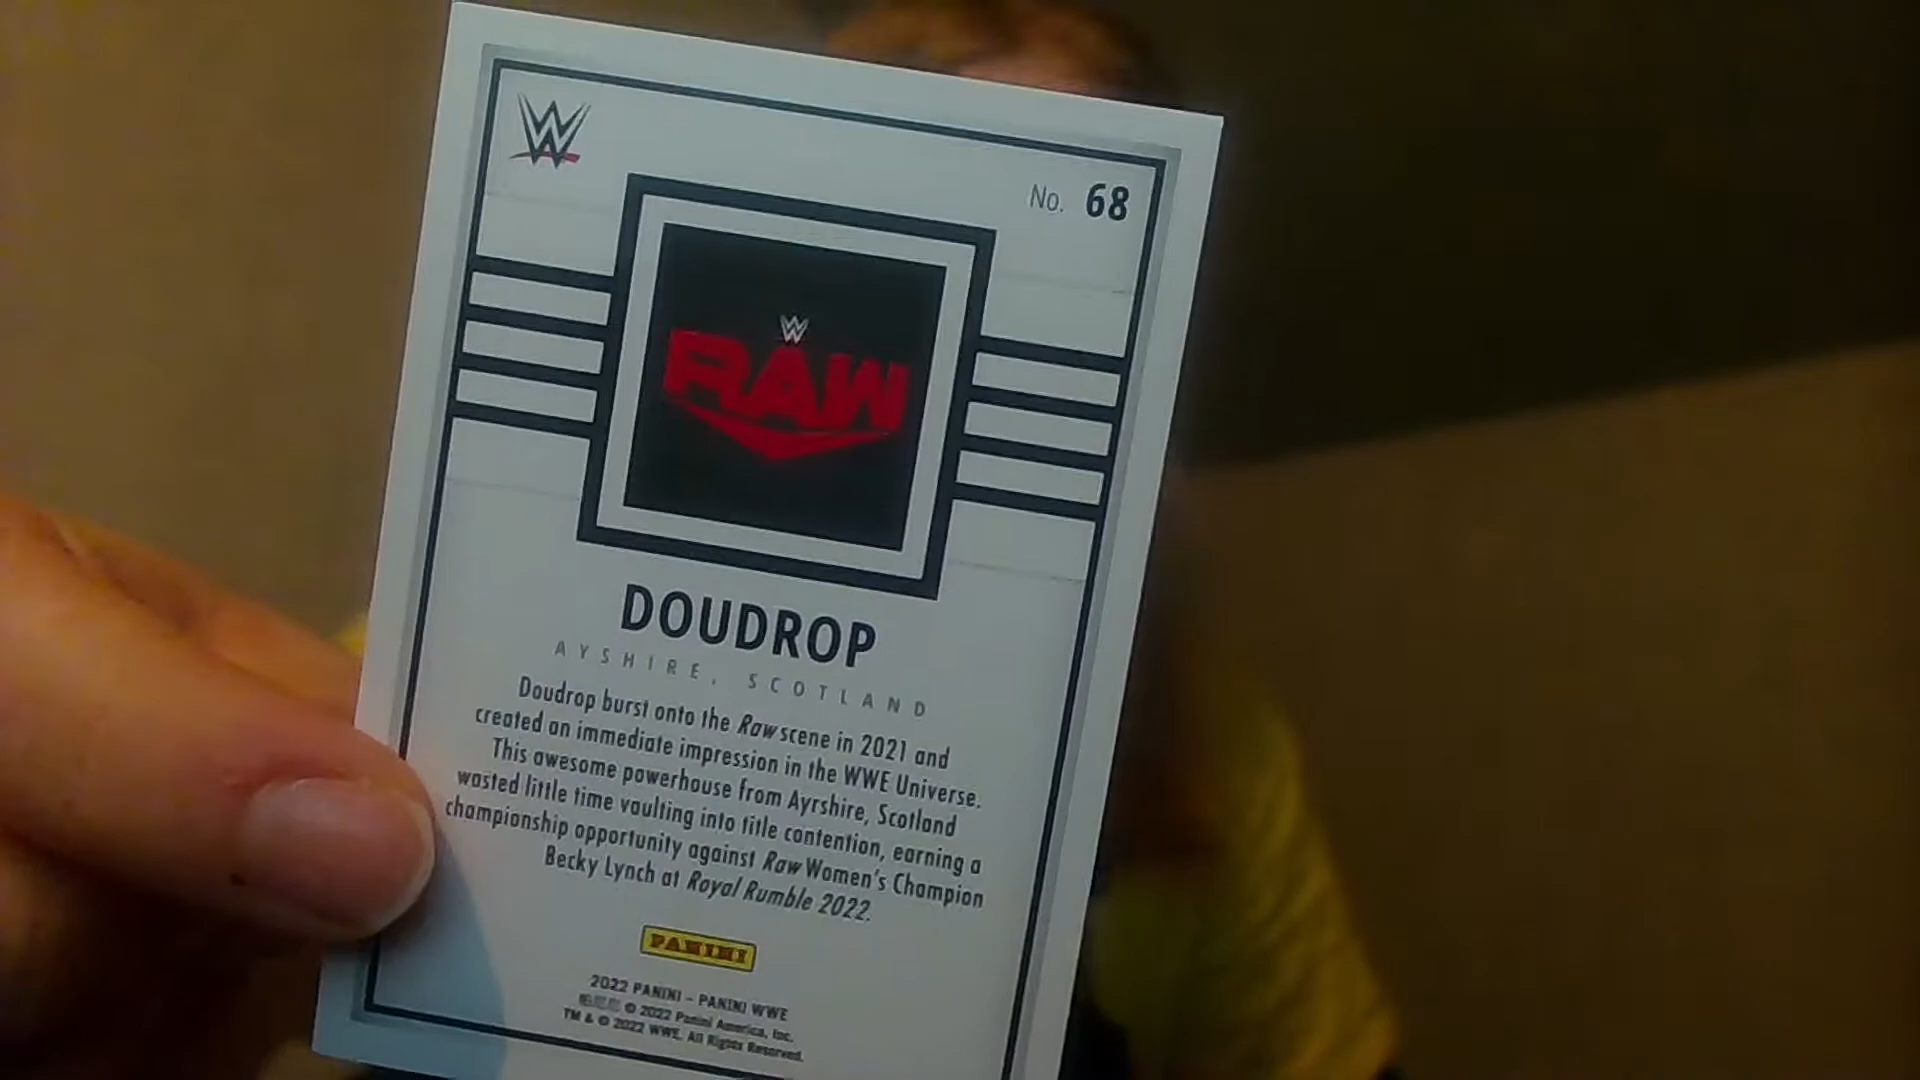 W
No. 68
W
RAW
DOUDROP
AYSHIRE, SCOTLAND
Doudrop burst onto the Raw scene in 2021 and
created an immediate impression in the WWE Universe.
This awesome powerhouse from Ayrshire, Scotland
wasted little time vaulting into title contention, earning a
championship opportunity against Raw Women's Champion
Becky Lynch at Royal Rumble 2022.
PANINI
2022 PANINI – PANINI WWE
© 2022 Panini America, Inc.
TM & © 2022 WWE. All Rights Reserved.